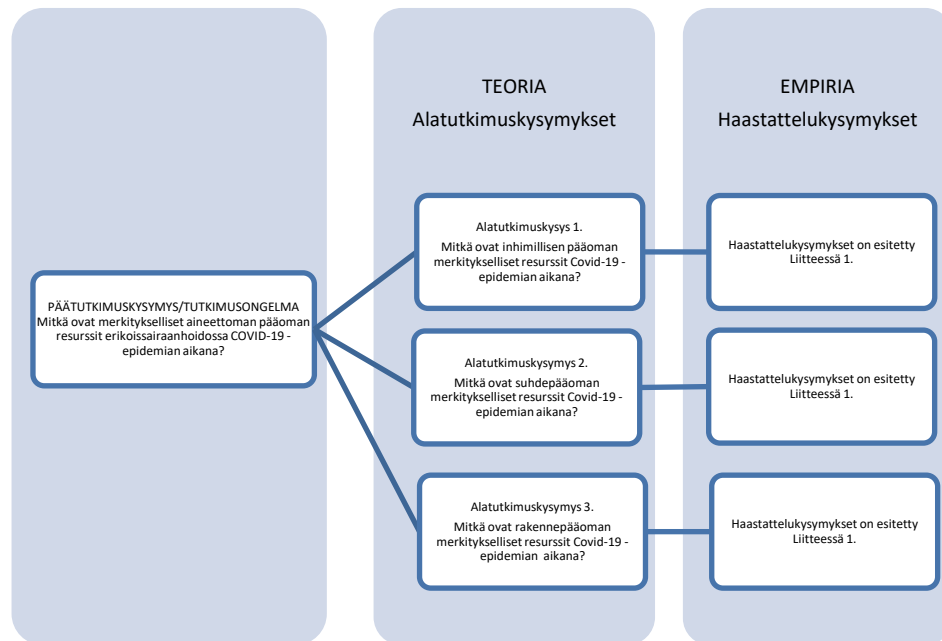 TEORIA
Alatutkimuskysymykset
EMPIRIA
Haastattelukysymykset
PÄÄTUTKIMUSKYSYMYS/TUTKIMUSONGELMA
Mitkä ovat merkitykselliset aineettoman pääoman
resurssit erikoissairaanhoidossa COVID-19 -
epidemian aikana?
Alatutkimuskysys 1.
Mitkä ovat inhimillisen pääoman
merkitykselliset resurssit Covid-19 -
epidemian aikana?
Haastattelukysymykset on esitetty
Liitteessä 1.
Alatutkimuskysymys 2.
Mitkä ovat suhdepääoman
merkitykselliset resurssit Covid-19 -
epidemian aikana?
Haastattelukysymykset on esitetty
Liitteessä 1.
Alatutkimuskysymys 3.
Mitkä ovat rakennepääoman
merkitykselliset resurssit Covid-19 -
epidemian aikana?
Haastattelukysymykset on esitetty
Liitteessä 1.